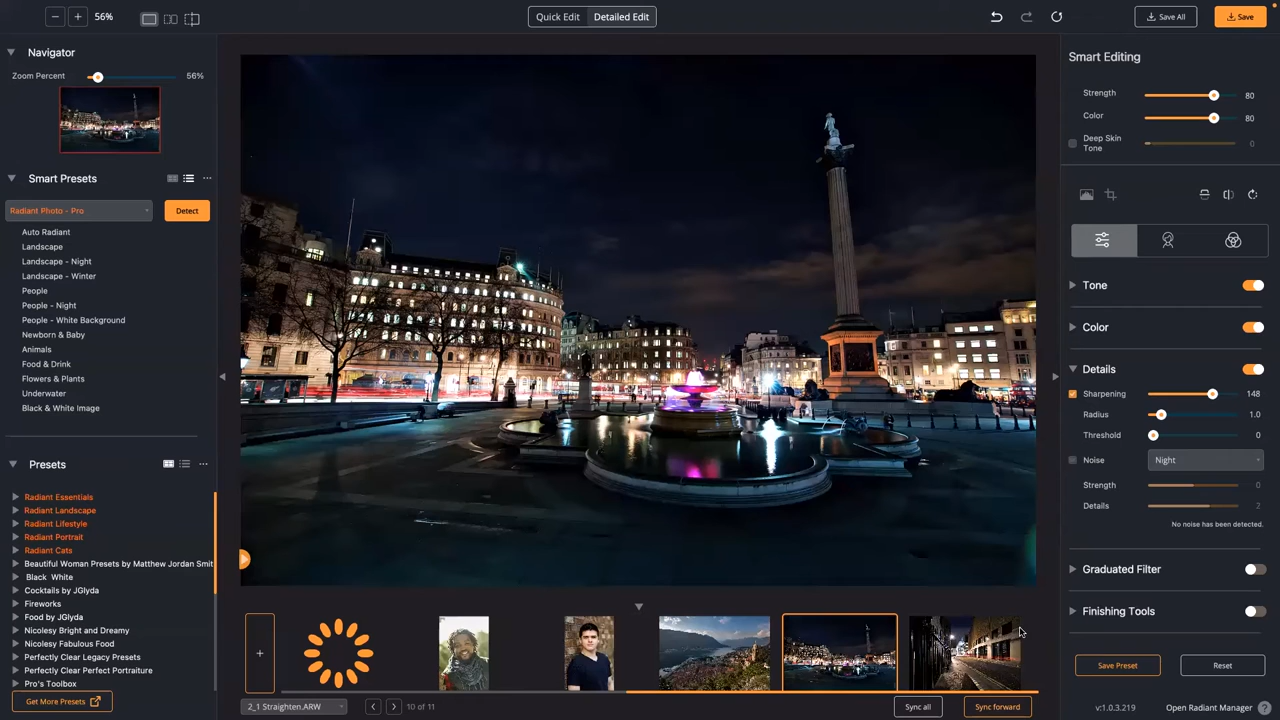 56%
Quick Edit
Detailed Edit
Save All
Save
Navigator
Zoom Percent
56%
Smart Presets
Radiant Photo - Pro
Detect
Auto Radiant
Landscape
Landscape - Night
Landscape - Winter
People
People - Night
People - White Background
Newborn & Baby
Animals
Food & Drink
Flowers & Plants
Underwater
Black & White Image
Presets
Radiant Essentials
Radiant Landscape
Radiant Lifestyle
Radiant Portrait
Radiant Cats
Beautiful Woman Presets by Matthew Jordan Smit
Black White
Cocktails by JGlyda
Fireworks
Food by JGlyda
Nicolesy Bright and Dreamy
Nicolesy Fabulous Food
Perfectly Clear Legacy Presets
Perfectly Clear Perfect Portraiture
Pro's Toolbox
Get More Presets
2_1 Straighten.ARW
10 of 11
Sync all
Sync forward
Smart Editing
Strength 80
Color 80
Deep Skin
Tone 0
Tone
Color
Details
Sharpening 148
Radius 1.0
Threshold 0
Noise Night
Strength 0
Details 2
No noise has been detected.
Graduated Filter
Finishing Tools
Save Preset
Reset
v:1.0.3.219
Open Radiant Manager